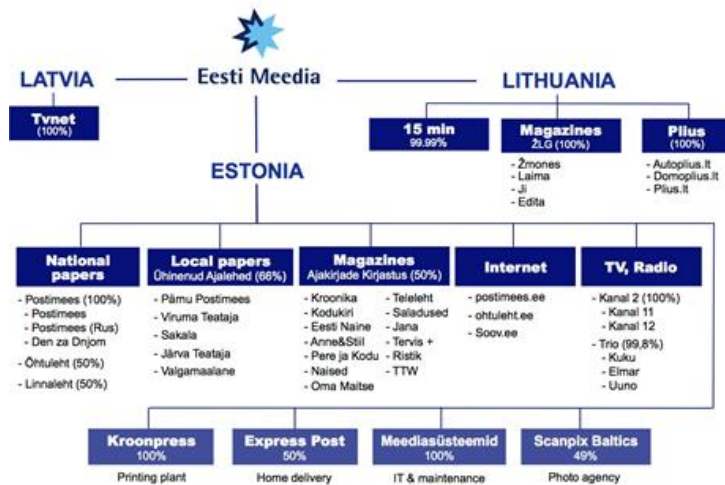 Eesti Meedia
LATVIA
LITHUANIA
Tvnet
(100%)
15 min
99.99%
Magazines
ŽLG (100%)
- Žmones
- Laima
- Ji
- Edita
Plius
(100%)
- Autoplius.lt
- Domoplius.lt
- Plius.lt
ESTONIA
National
papers
- Postimees (100%)
- Postimees
- Postimees (Rus)
- Den za Dnjom
- Õhtuleht (50%)
- Linnaleht (50%)
Local papers
Ühinenud Ajalehed (66%)
- Pämu Postimees
- Viruma Teataja
- Sakala
- Järva Teataja
- Valgamaalane
Magazines
Ajakirjade Kirjastus (50%)
- Kroonika
- Kodukiri
- Eesti Naine
- Anne&Stiil
- Pere ja Kodu
- Naised
- Oma Maitse
- Teleleht
- Saladused
- Jana
- Tervis +
- Ristik
- TTW
Internet
- postimees.ee
- ohtuleht.ee
- Soov.ee
TV, Radio
- Kanal 2 (100%)
- Kanal 11
- Kanal 12
- Trio (99,8%)
- Kuku
- Elmar
- Uuno
Kroonpress
100%
Printing plant
Express Post
50%
Home delivery
Meediasüsteemid
100%
IT & maintenance
Scanpix Baltics
49%
Photo agency